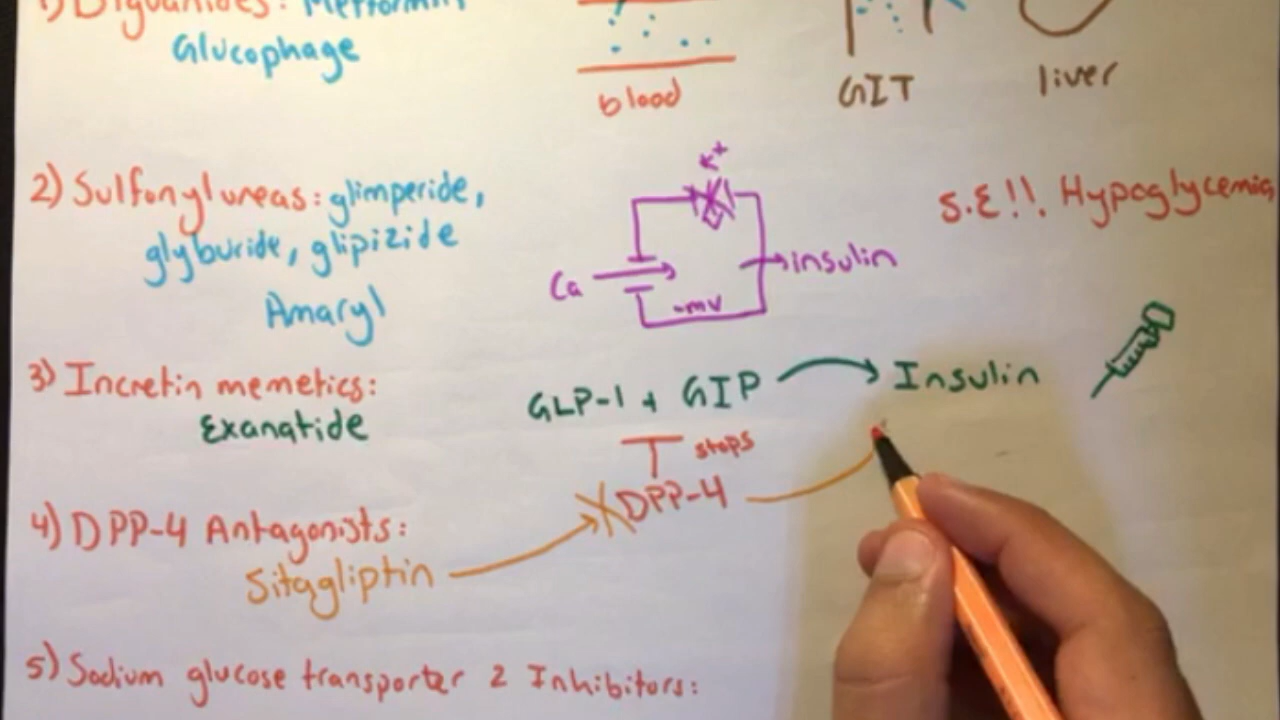 1) Biguanides: Metformin
Glucophage
blood
GIT
liver
2) Sulfonylureas: glimperide,
glyburide, glipizide
Amaryl
K+
Ca
-mv
insulin
S.E!!. Hypoglycemia
3) Incretin memetics:
Exanatide
GLP-1 + GIP
Insulin
stops
DPP-4
4) DPP-4 Antagonists:
Sitagliptin
5) Sodium glucose transporter 2 Inhibitors: